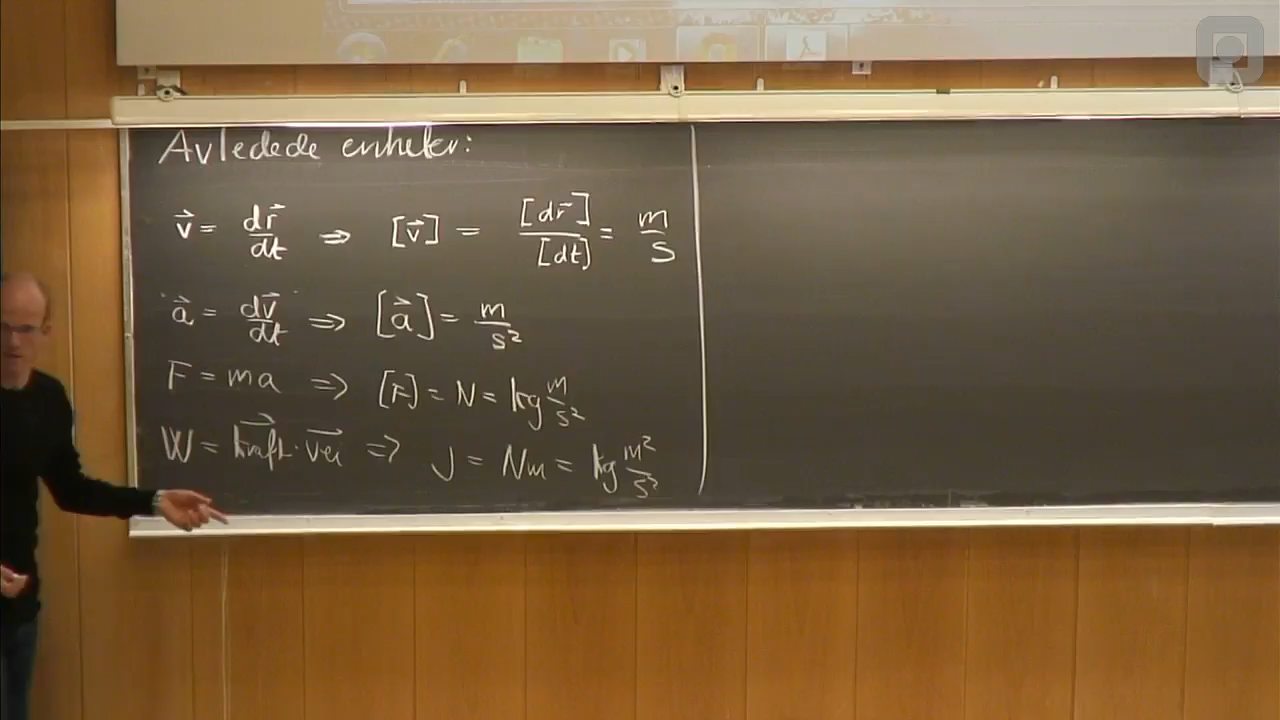 Avledede enheter:
v⃗ = dr⃗/dt ⇒ [v⃗] = [dr⃗]/[dt] = m/s
a⃗ = dv⃗/dt ⇒ [a⃗] = m/s²
F = ma ⇒ [F] = N = kg m/s²
W = kraft · vei ⇒ J = Nm = kg m²/s²